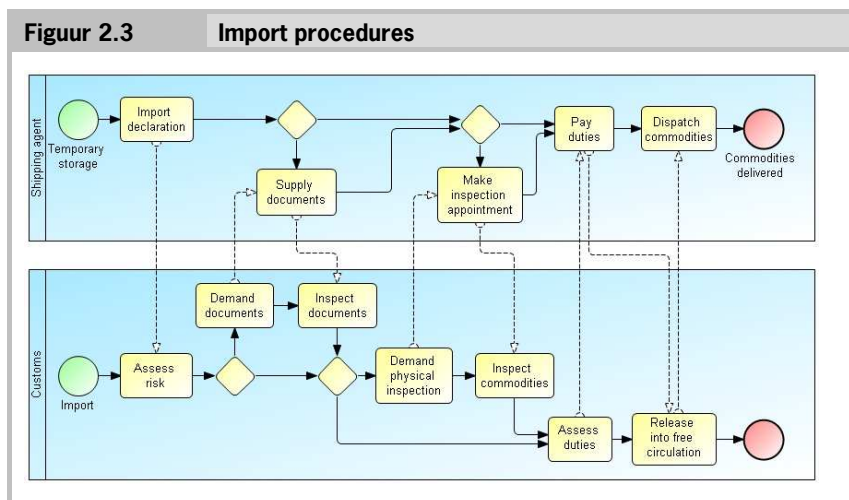 Figuur 2.3 Import procedures
Shipping agent
Temporary
storage
Import
declaration
Supply
documents
Make
inspection
appointment
Pay
duties
Dispatch
commodities
Commodities
delivered
Customs
Import
Assess
risk
Demand
documents
Inspect
documents
Demand
physical
inspection
Inspect
commodities
Assess
duties
Release
into free
circulation